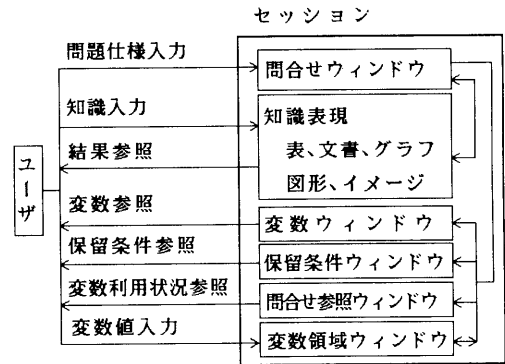 セッション
問題仕様入力
問合せウィンドウ
知識入力
知識表現
表、文書、グラフ
図形、イメージ
結果参照
ユーザ
変数参照
変数ウィンドウ
保留条件参照
保留条件ウィンドウ
変数利用状況参照
問合せ参照ウィンドウ
変数値入力
変数領域ウィンドウ